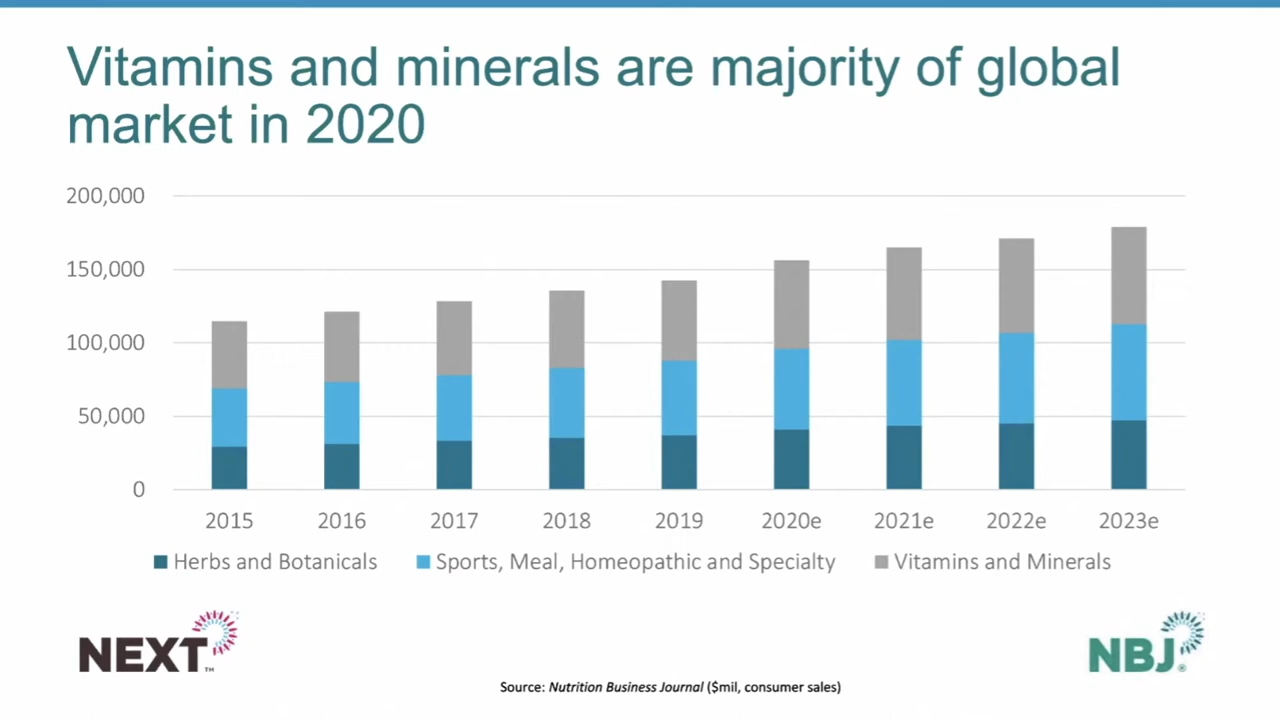 Vitamins and minerals are majority of global
market in 2020
200,000
150,000
100,000
50,000
0
2015 2016 2017 2018 2019 2020e 2021e 2022e 2023e
Herbs and Botanicals Sports, Meal, Homeopathic and Specialty Vitamins and Minerals
NEXT™
NBJ®
Source: Nutrition Business Journal ($mil, consumer sales)